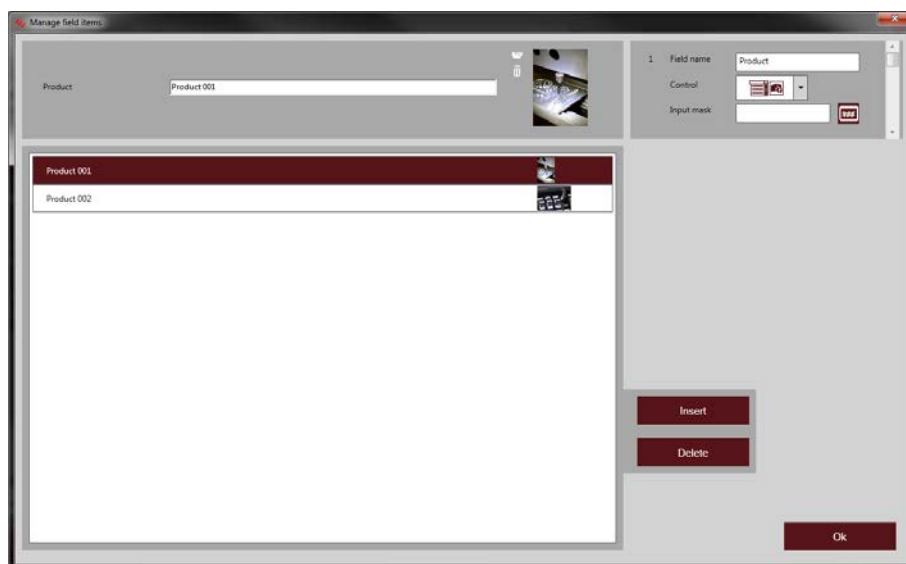 Manage field items
Product
Product 001
1 Field name Product
Control
Input mask
Product 001
Product 002
Insert
Delete
Ok